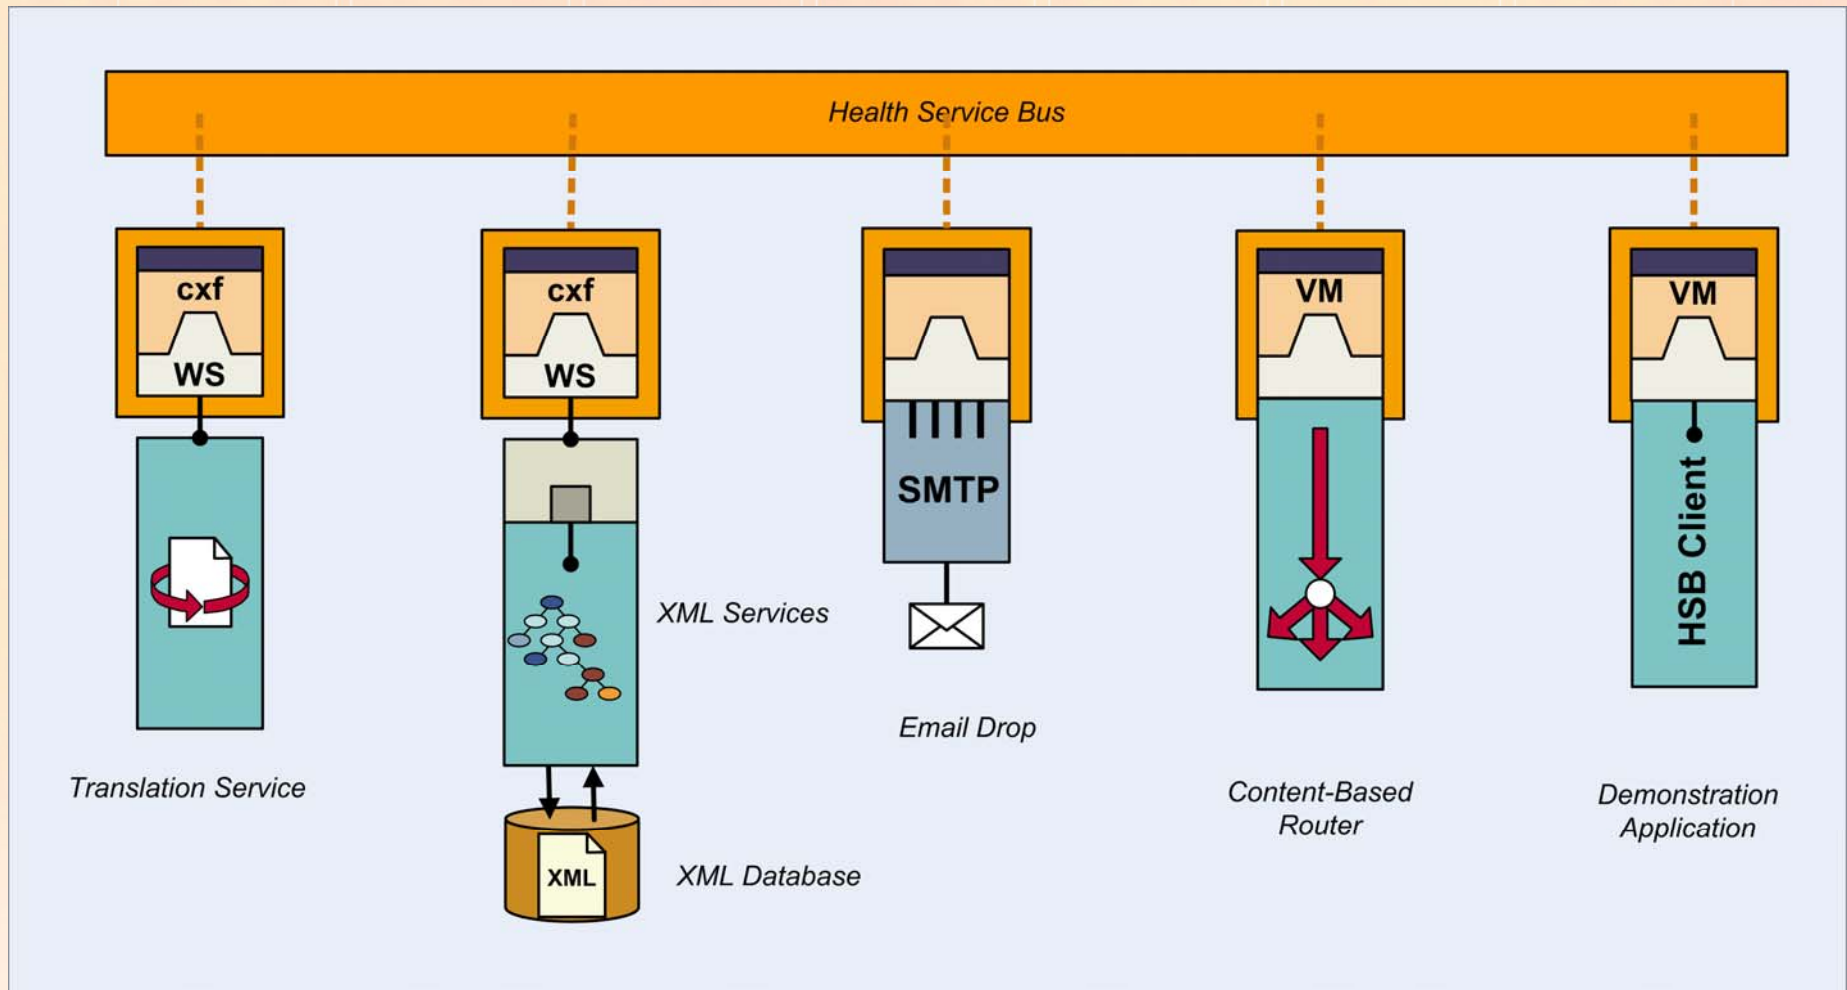 Health Service Bus
cxf
WS
cxf
WS
VM
VM
SMTP
HSB Client
XML Services
Email Drop
Translation Service
Content-Based
Router
Demonstration
Application
XML
XML Database